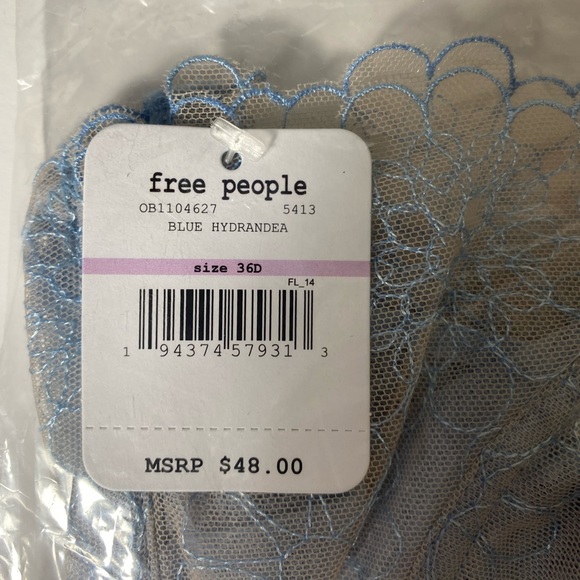 free people
OB1104627 5413
BLUE HYDRANDEA
size 36D
FL_14
1 94374 57931 3
MSRP $48.00